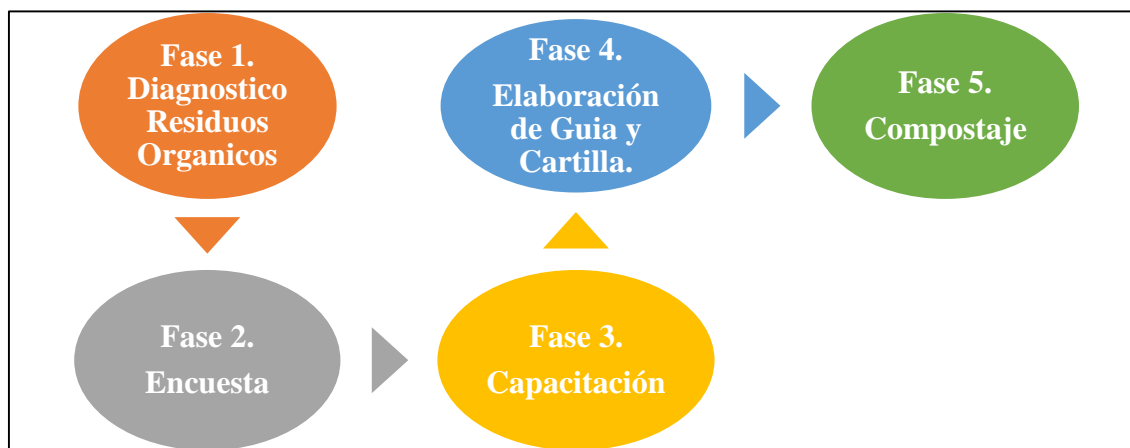 Fase 1.
Diagnostico
Residuos
Organicos
Fase 2.
Encuesta
Fase 3.
Capacitación
Fase 4.
Elaboración
de Guia y
Cartilla.
Fase 5.
Compostaje